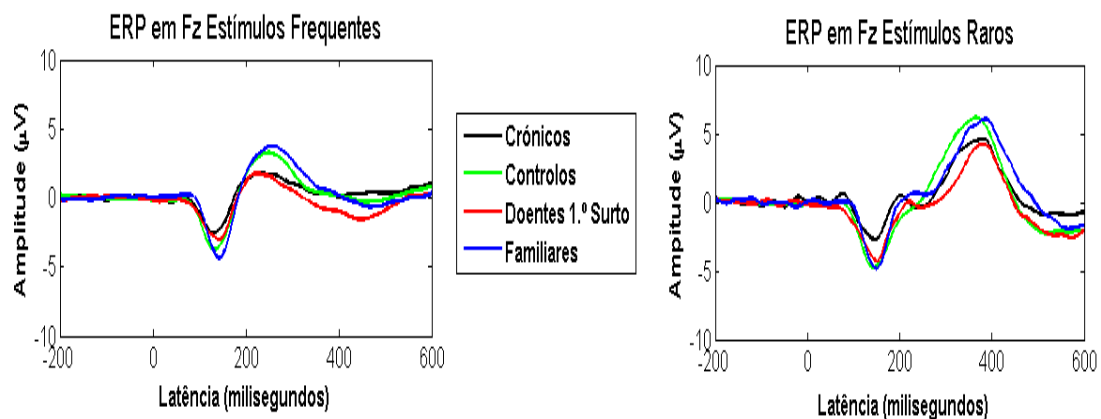 ERP em Fz Estímulos Frequentes
10
5
0
-5
-10
-200
0
200
400
600
Amplitude (µV)
Latência (milisegundos)
Crónicos
Controlos
Doentes 1.º Surto
Familiares
ERP em Fz Estímulos Raros
10
5
0
-5
-10
-200
0
200
400
600
Ampitude (µV)
Latência (milisegundos)